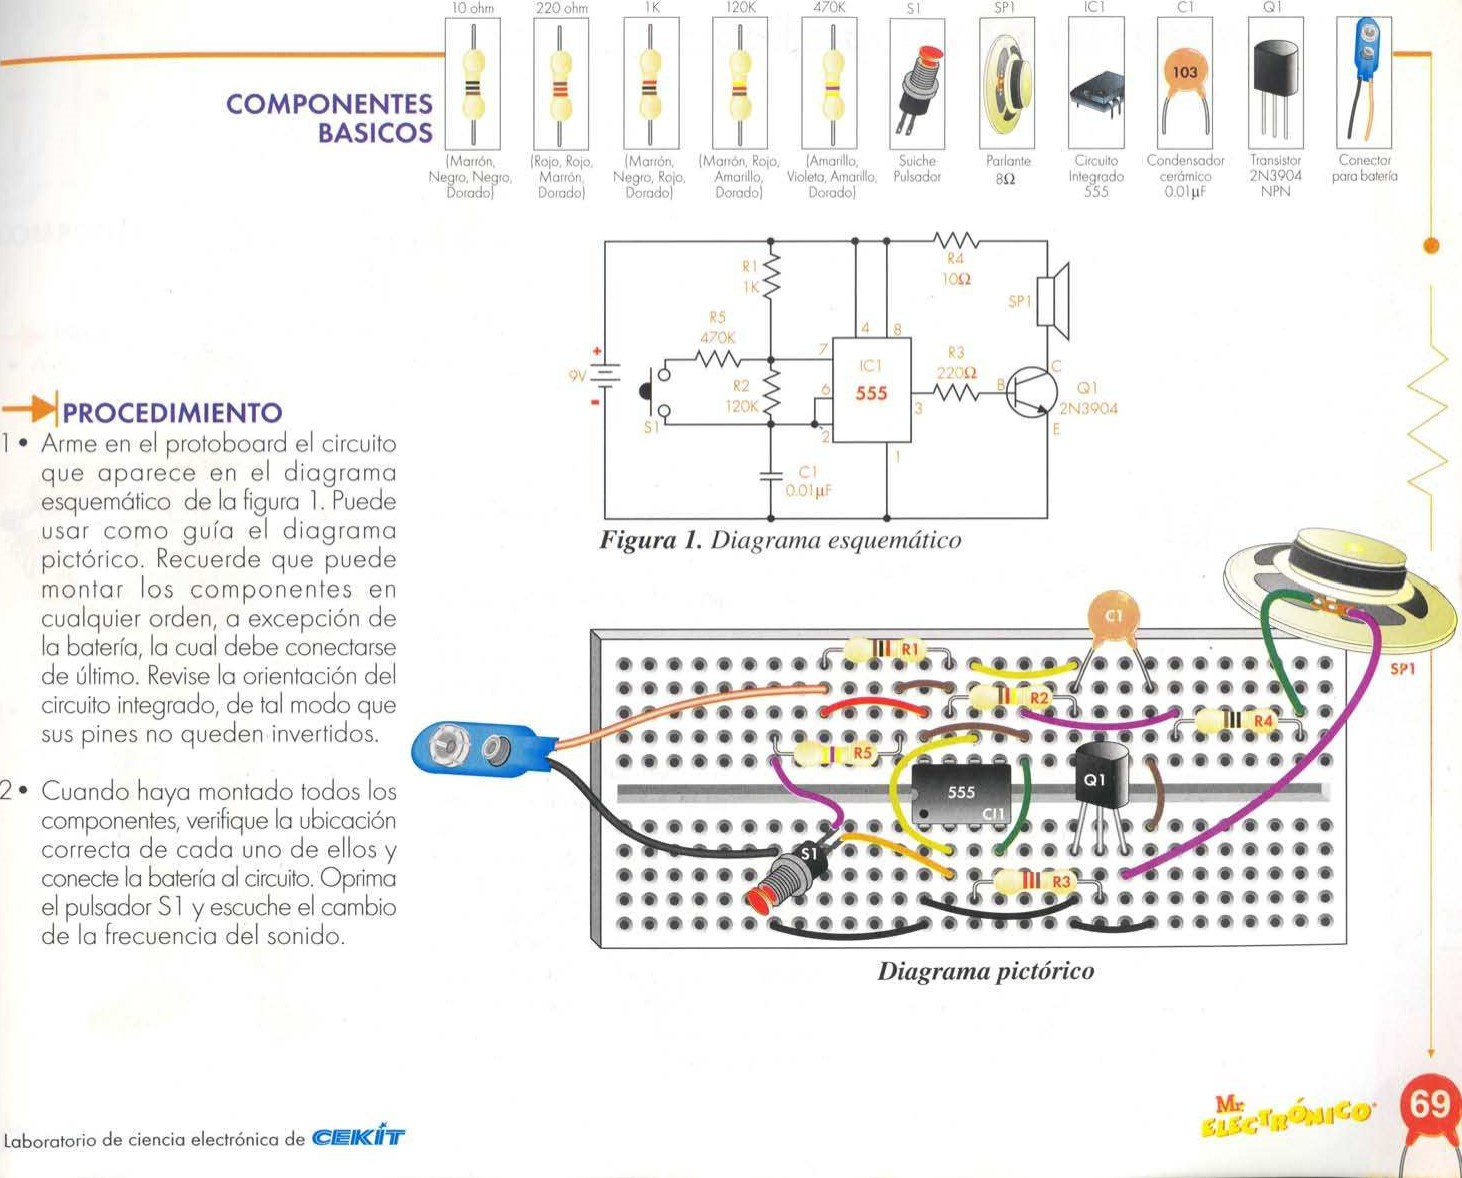 10 ohm
220 ohm
1K
120K
470K
S1
SP1
IC1
C1
Q1
COMPONENTES
BASICOS
103
(Marrón,
Negro, Negro,
Dorado)
(Rojo, Rojo,
Marrón,
Dorado)
(Marrón,
Negro, Rojo,
Dorado)
(Marrón, Rojo,
Amarillo,
Dorado)
(Amarillo,
Violeta, Amarillo,
Dorado)
Suiche
Pulsador
Parlante
8Ω
Circuito
Integrado
555
Condensador
cerámico
0.01µF
Transistor
2N3904
NPN
Conector
para batería
R1
1K
R4
10Ω
SP1
R5
470K
4
8
7
+
9V
-
IC1
555
R3
220Ω
C
R2
120K
6
B
Q1
2N3904
3
S1
2
E
1
C1
0.01µF
Figura 1. Diagrama esquemático
PROCEDIMIENTO
1 • Arme en el protoboard el circuito
que aparece en el diagrama
esquemático de la figura 1. Puede
usar como guía el diagrama
pictórico. Recuerde que puede
montar los componentes en
cualquier orden, a excepción de
la batería, la cual debe conectarse
de último. Revise la orientación del
circuito integrado, de tal modo que
sus pines no queden invertidos.
2 • Cuando haya montado todos los
componentes, verifique la ubicación
correcta de cada uno de ellos y
conecte la batería al circuito. Oprima
el pulsador S1 y escuche el cambio
de la frecuencia del sonido.
C1
R1
SP1
R2
R4
R5
Q1
555
CI1
S1
R3
Diagrama pictórico
Laboratorio de ciencia electrónica de CEKIT
Mr.
ELECTRÓNICO
69